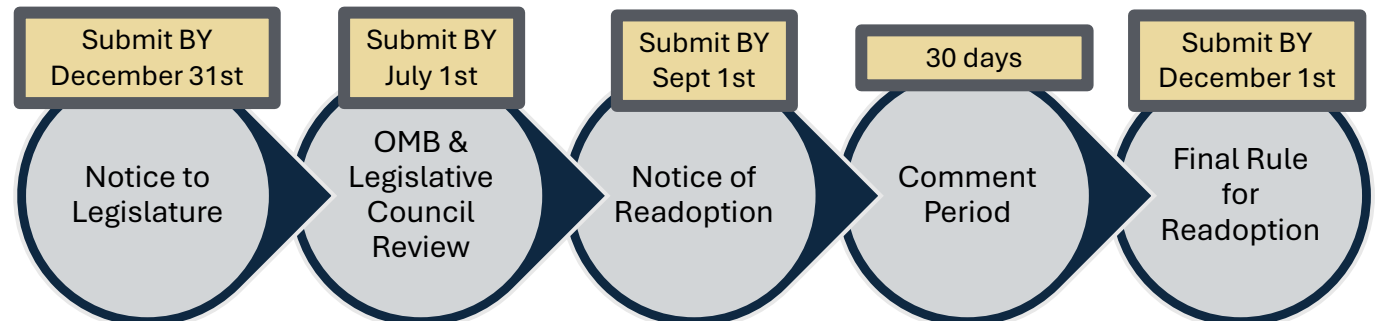 Submit BY
December 31st
Notice to
Legislature
Submit BY
July 1st
OMB &
Legislative
Council
Review
Submit BY
Sept 1st
Notice of
Readoption
30 days
Comment
Period
Submit BY
December 1st
Final Rule
for
Readoption